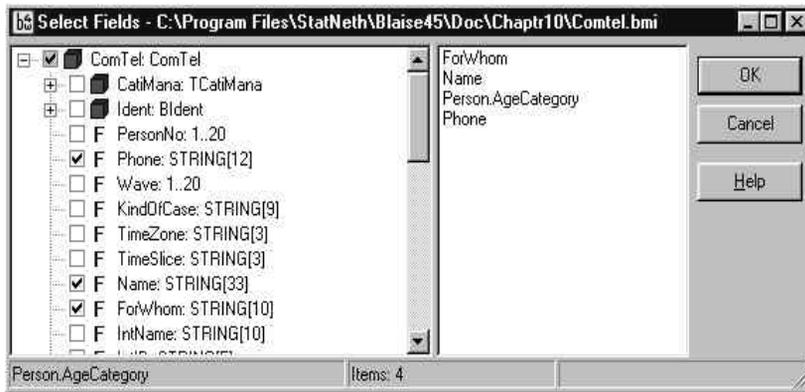 Select Fields - C:\Program Files\StatNeth\Blaise45\Doc\Chaptr10\Comtel.bmi
ComTel: ComTel
CatiMana: TCatiMana
Ident: BIdent
F PersonNo: 1..20
F Phone: STRING[12]
F Wave: 1..20
F KindOfCase: STRING[9]
F TimeZone: STRING[3]
F TimeSlice: STRING[3]
F Name: STRING[33]
F ForWhom: STRING[10]
F IntName: STRING[10]
ForWhom
Name
Person.AgeCategory
Phone
OK
Cancel
Help
Person.AgeCategory
Items: 4